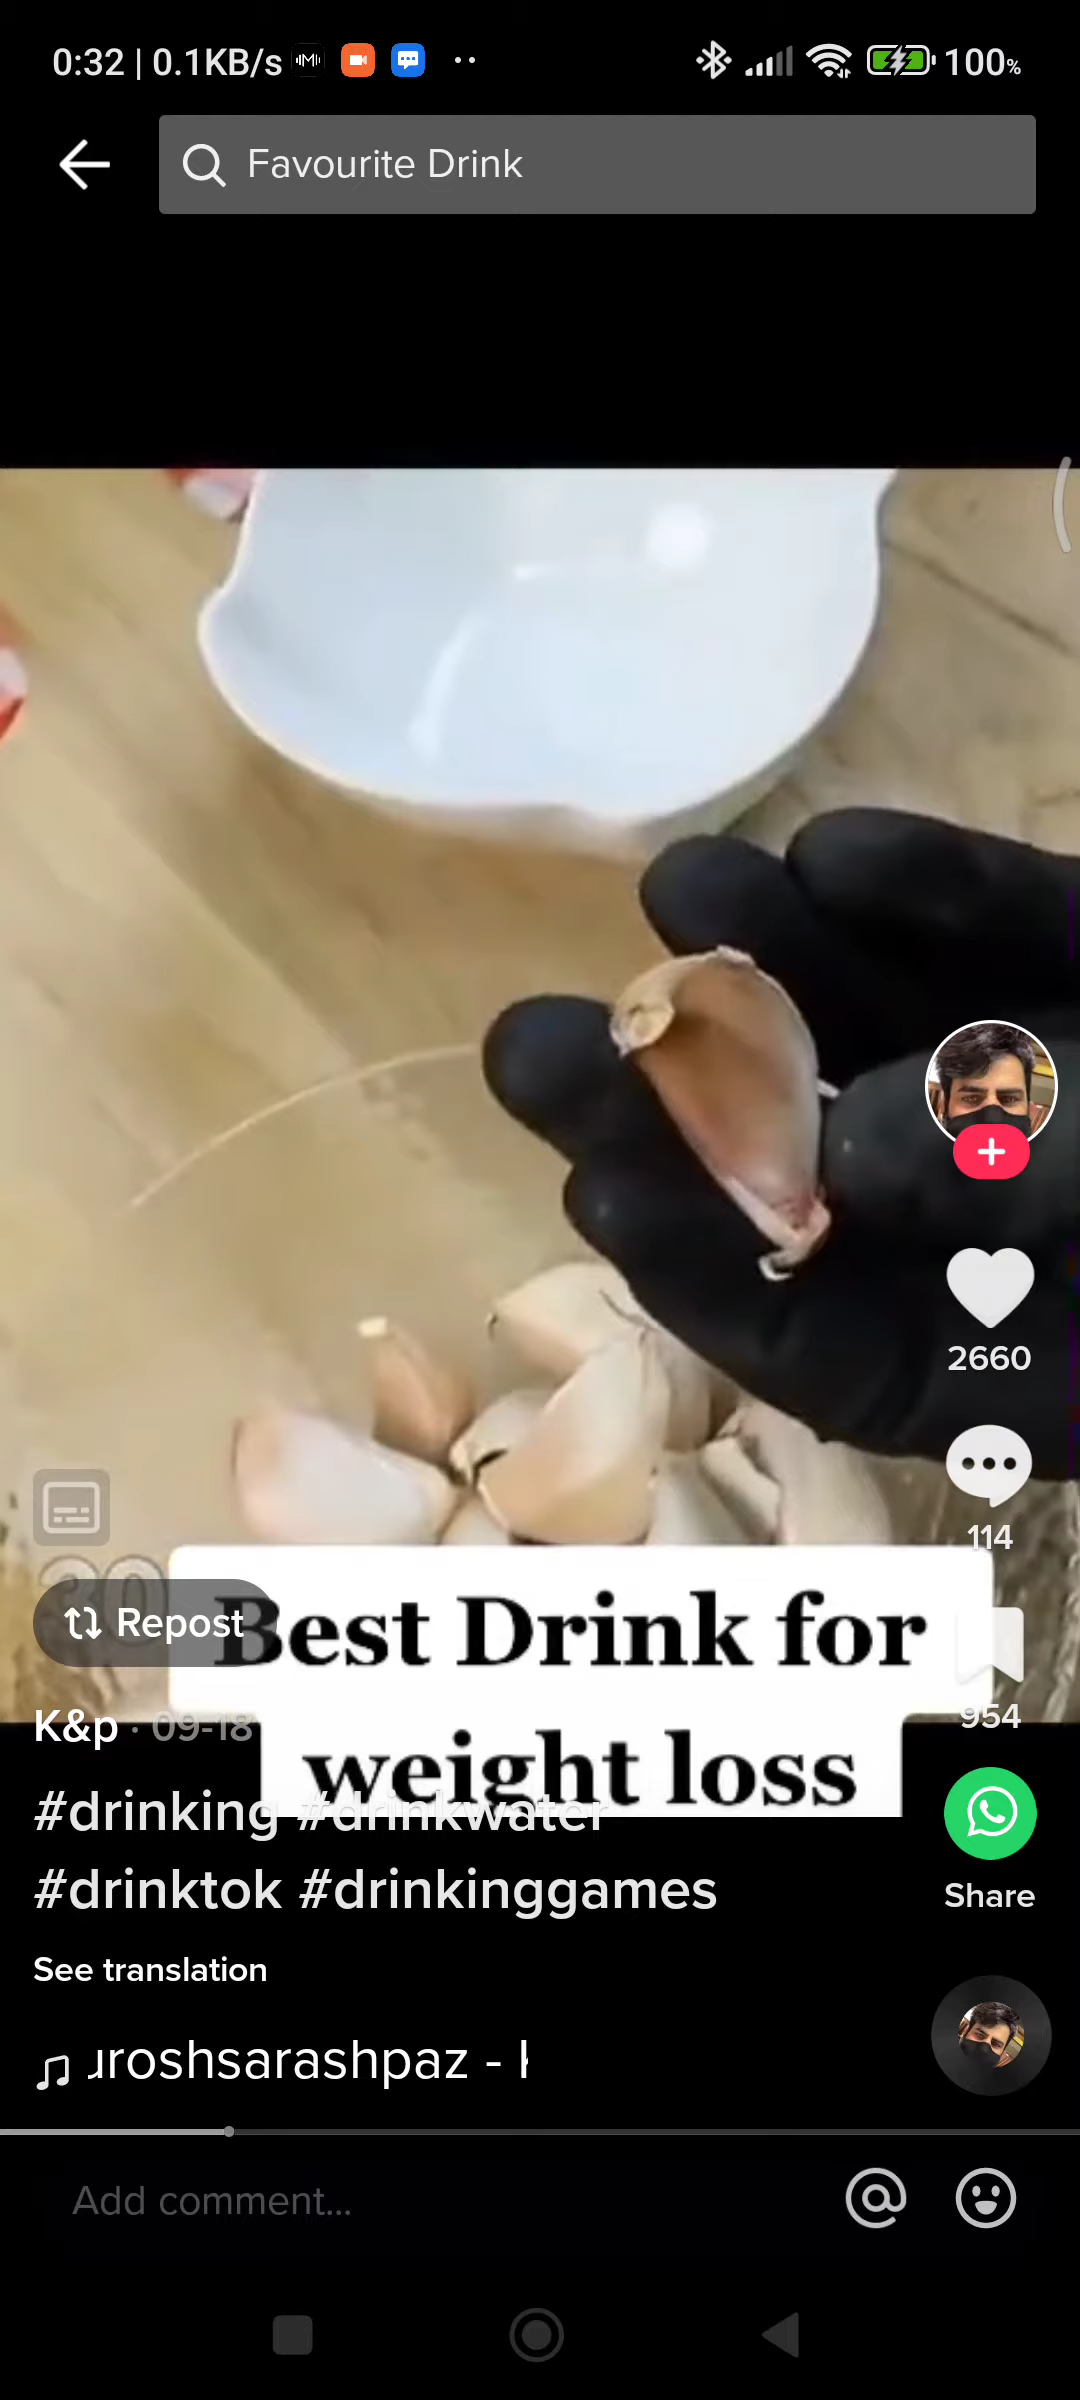 0:32 | 0.1KB/s
100%
Favourite Drink
2660
114
Best Drink for
Repost
954
K&p · 09-18
weight loss
#drinking #drinkwater
#drinktok #drinkinggames
Share
See translation
uroshsarashpaz -
Add comment...